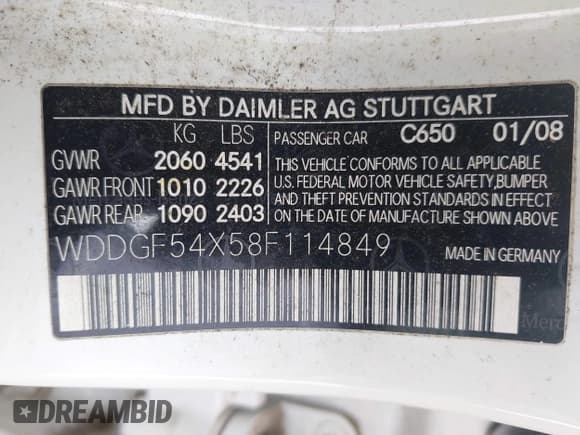 MFD BY DAIMLER AG STUTTGART
KG LBS PASSENGER CAR C650 01/08
GVWR 2060 4541
GAWR FRONT 1010 2226
GAWR REAR 1090 2403
THIS VEHICLE CONFORMS TO ALL APPLICABLE
U.S. FEDERAL MOTOR VEHICLE SAFETY,BUMPER
AND THEFT PREVENTION STANDARDS IN EFFECT ON
THE DATE OF MANUFACTURE SHOWN ABOVE.
WDDGF54X58F114849 MADE IN GERMANY
DREAMBID